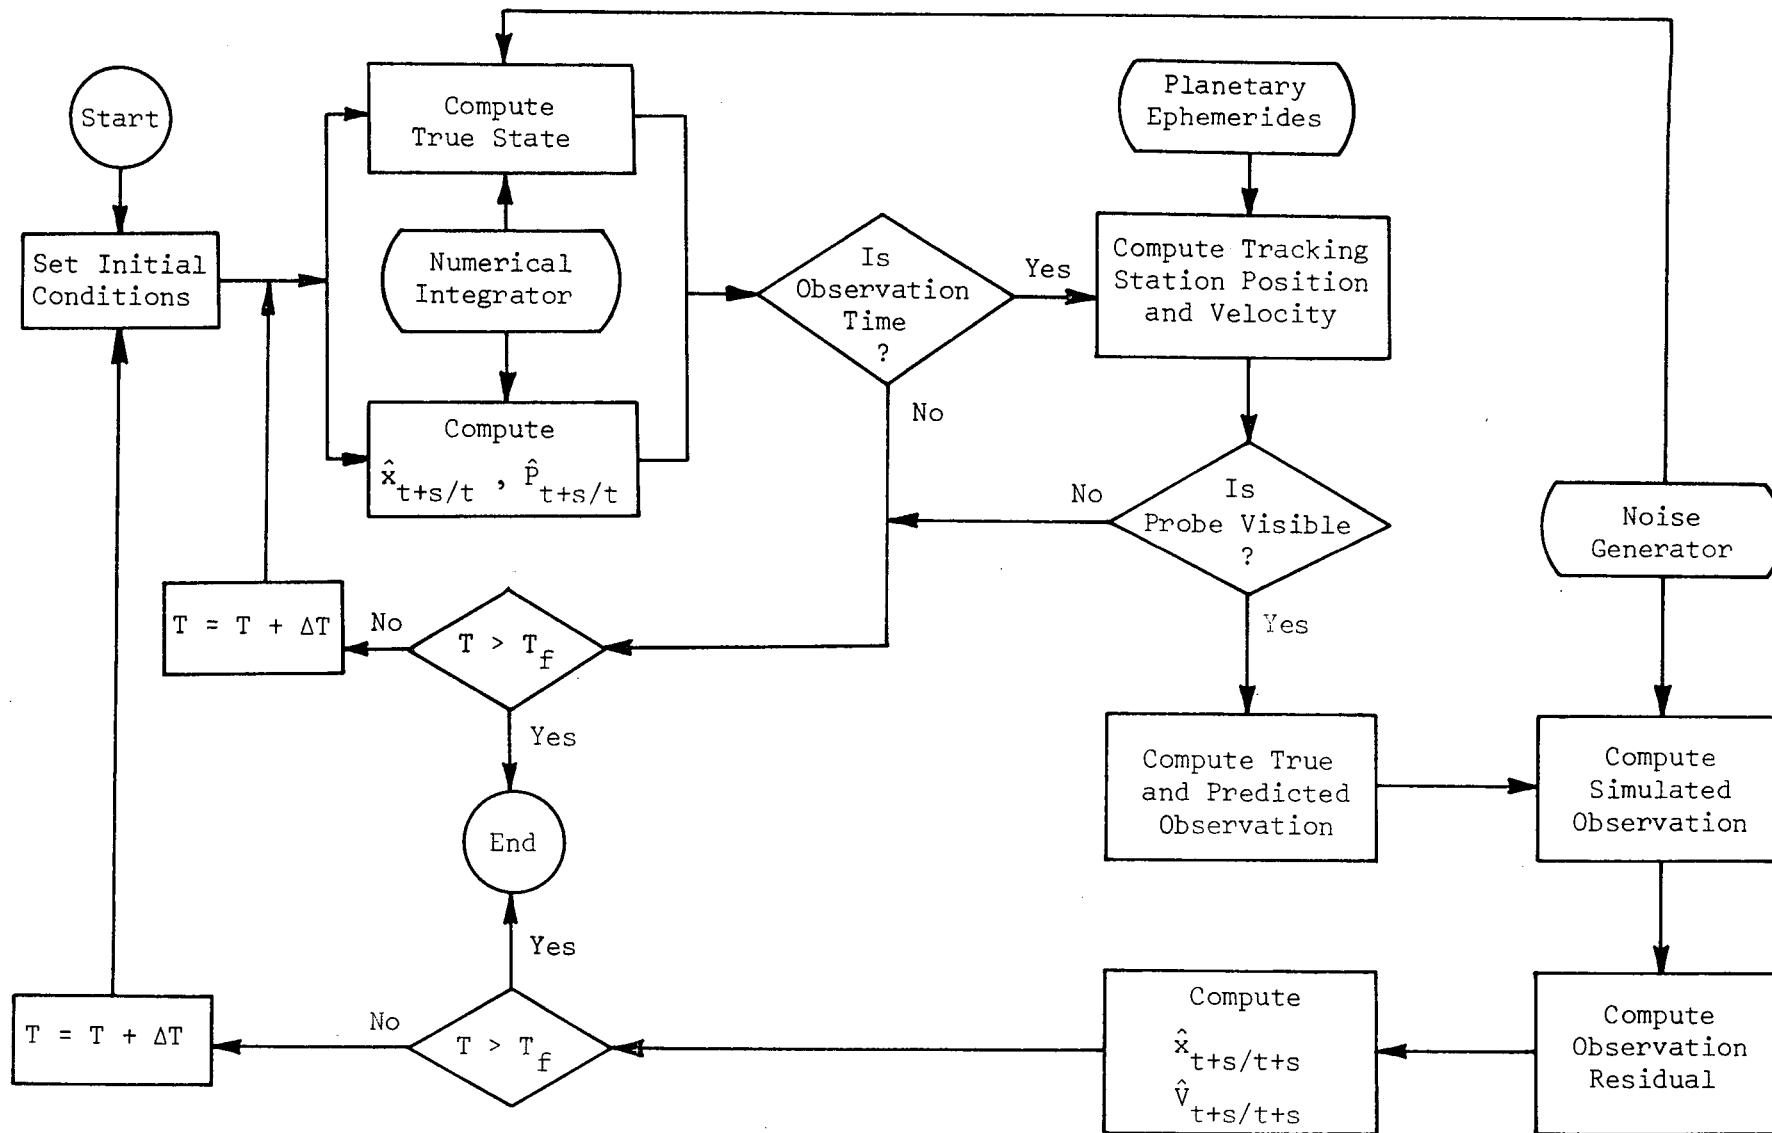 Start
Set Initial
Conditions
Compute
True State
Numerical
Integrator
Compute
x̂_{t+s/t} , P̂_{t+s/t}
Is
Observation
Time
?
Yes
No
Planetary
Ephemerides
Compute Tracking
Station Position
and Velocity
Is
Probe Visible
?
No
Yes
Noise
Generator
T = T + ΔT
No
T > T_f
Yes
End
Compute True
and Predicted
Observation
Compute
Simulated
Observation
Compute
Observation
Residual
Compute
x̂_{t+s/t+s}
V̂_{t+s/t+s}
Yes
T > T_f
No
T = T + ΔT